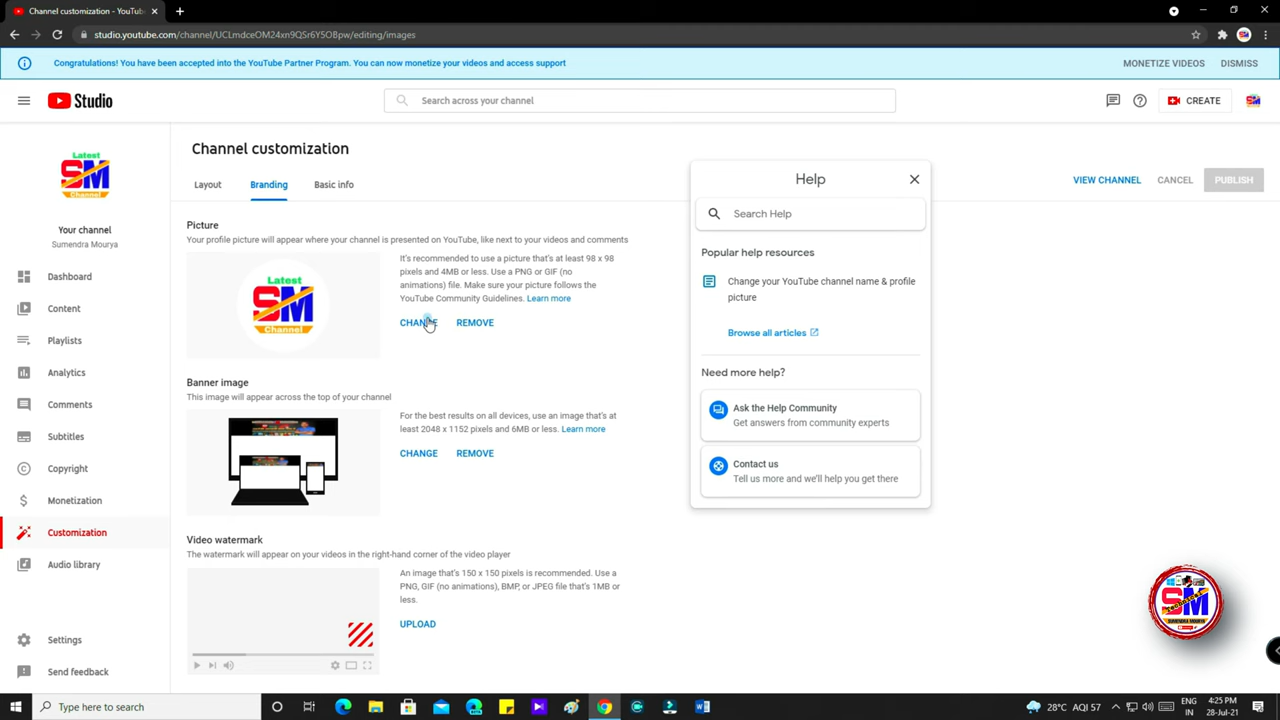 Channel customization - YouTube
studio.youtube.com/channel/UCLmdceOM24xn9QSr6Y5OBpw/editing/images
Congratulations! You have been accepted into the YouTube Partner Program. You can now monetize your videos and access support
MONETIZE VIDEOS
DISMISS
Studio
Search across your channel
CREATE
Latest
SM
Channel
Your channel
Sumendra Mourya
Dashboard
Content
Playlists
Analytics
Comments
Subtitles
Copyright
Monetization
Customization
Audio library
Settings
Send feedback
Channel customization
VIEW CHANNEL
CANCEL
PUBLISH
Layout
Branding
Basic info
Picture
Your profile picture will appear where your channel is presented on YouTube, like next to your videos and comments
Latest
SM
Channel
It's recommended to use a picture that's at least 98 x 98
pixels and 4MB or less. Use a PNG or GIF (no
animations) file. Make sure your picture follows the
YouTube Community Guidelines. Learn more
CHANGE
REMOVE
Banner image
This image will appear across the top of your channel
For the best results on all devices, use an image that's at
least 2048 x 1152 pixels and 6MB or less. Learn more
CHANGE
REMOVE
Video watermark
The watermark will appear on your videos in the right-hand corner of the video player
An image that's 150 x 150 pixels is recommended. Use a
PNG, GIF (no animations), BMP, or JPEG file that's 1MB or
less.
UPLOAD
Help
Search Help
Popular help resources
Change your YouTube channel name & profile
picture
Browse all articles
Need more help?
Ask the Help Community
Get answers from community experts
Contact us
Tell us more and we'll help you get there
SM
technical
SUMENDRA MOURYA
Type here to search
28°C AQI 57
ENG
IN
4:25 PM
28-Jul-21